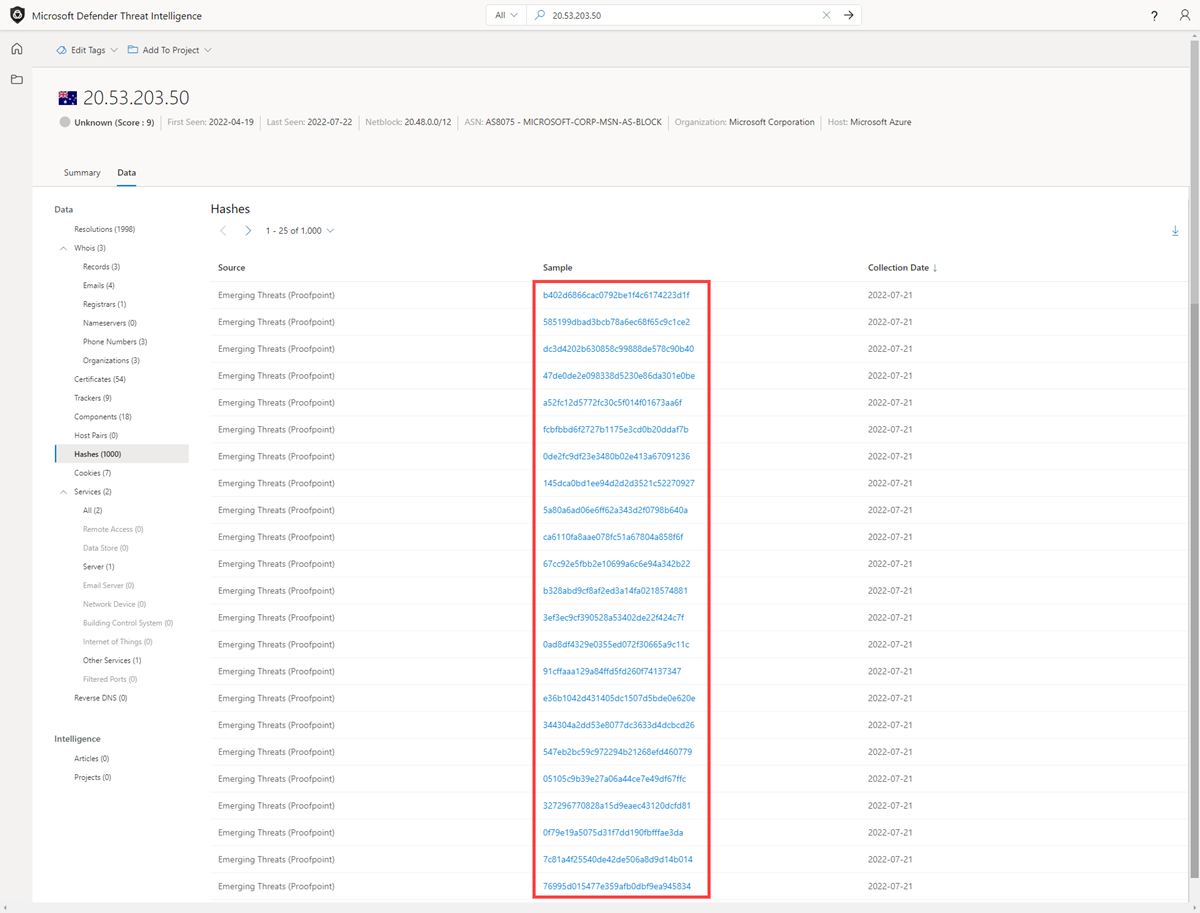 Microsoft Defender Threat Intelligence
All
20.53.203.50
?
Edit Tags
Add To Project
20.53.203.50
Unknown (Score : 9)
First Seen: 2022-04-19
Last Seen: 2022-07-22
Netblock: 20.48.0.0/12
ASN: AS8075 - MICROSOFT-CORP-MSN-AS-BLOCK
Organization: Microsoft Corporation
Host: Microsoft Azure
Summary
Data
Data
Resolutions (1998)
Whois (3)
Records (3)
Emails (4)
Registrars (1)
Nameservers (0)
Phone Numbers (3)
Organizations (3)
Certificates (54)
Trackers (9)
Components (18)
Host Pairs (0)
Hashes (1000)
Cookies (7)
Services (2)
All (2)
Remote Access (0)
Data Store (0)
Server (1)
Email Server (0)
Network Device (0)
Building Control System (0)
Internet of Things (0)
Other Services (1)
Filtered Ports (0)
Reverse DNS (0)
Intelligence
Articles (0)
Projects (0)
Hashes
1 - 25 of 1,000
Source Sample Collection Date ↓
Emerging Threats (Proofpoint) b402d6866cac0792be1f4c6174223d1f 2022-07-21
Emerging Threats (Proofpoint) 585199dbad3bcb78a6ec68f65c9c1ce2 2022-07-21
Emerging Threats (Proofpoint) dc3d4202b630858c99888de578c90b40 2022-07-21
Emerging Threats (Proofpoint) 47de0de2e098338d5230e86da301e0be 2022-07-21
Emerging Threats (Proofpoint) a52fc12d5772fc30c5f014f01673aa6f 2022-07-21
Emerging Threats (Proofpoint) fcbfbbd6f2727b1175e3cd0b20ddaf7b 2022-07-21
Emerging Threats (Proofpoint) 0de2fc9df23e3480b02e413a67091236 2022-07-21
Emerging Threats (Proofpoint) 145dca0bd1ee94d2d2d3521c52270927 2022-07-21
Emerging Threats (Proofpoint) 5a80a6ad06e6ff62a343d2f0798b640a 2022-07-21
Emerging Threats (Proofpoint) ca6110fa8aae078fc51a67804a858f6f 2022-07-21
Emerging Threats (Proofpoint) 67cc92e5fbb2e10699a6c6e94a342b22 2022-07-21
Emerging Threats (Proofpoint) b328abd9cf8af2ed3a14fa0218574881 2022-07-21
Emerging Threats (Proofpoint) 3ef3ec9cf390528a53402de22f424c7f 2022-07-21
Emerging Threats (Proofpoint) 0ad8df4329e0355ed072f30665a9c11c 2022-07-21
Emerging Threats (Proofpoint) 91cffaaa129a84ffd5fd260f74137347 2022-07-21
Emerging Threats (Proofpoint) e36b1042d431405dc1507d5bde0e620e 2022-07-21
Emerging Threats (Proofpoint) 344304a2dd53e8077dc3633d4dcbcd26 2022-07-21
Emerging Threats (Proofpoint) 547eb2bc59c972294b21268efd460779 2022-07-21
Emerging Threats (Proofpoint) 05105c9b39e27a06a44ce7e49df67ffc 2022-07-21
Emerging Threats (Proofpoint) 327296770828a15d9eaec43120dcfd81 2022-07-21
Emerging Threats (Proofpoint) 0f79e19a5075d31f7dd190fbfffae3da 2022-07-21
Emerging Threats (Proofpoint) 7c81a4f25540de42de506a8d9d14b014 2022-07-21
Emerging Threats (Proofpoint) 76995d015477e359afb0dbf9ea945834 2022-07-21